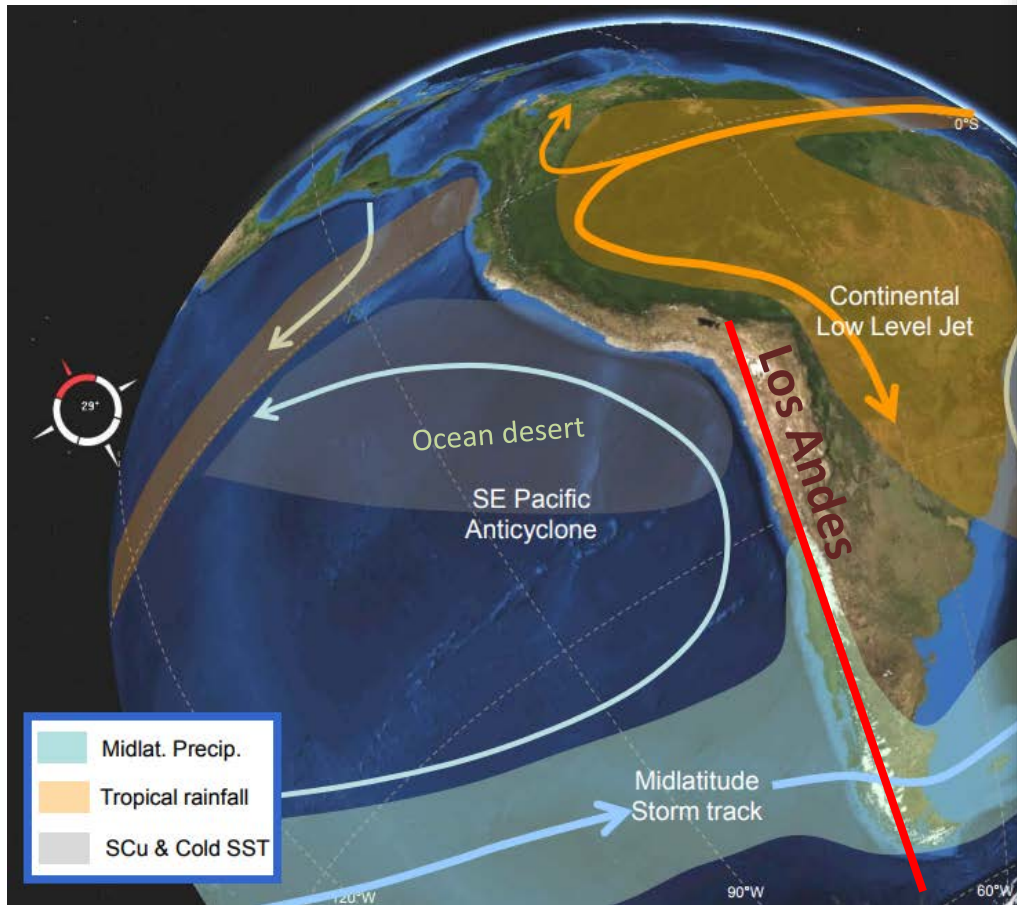 0°S
Continental
Low Level Jet
29°
Los Andes
Ocean desert
SE Pacific
Anticyclone
Midlat. Precip.
Tropical rainfall
SCu & Cold SST
Midlatitude
Storm track
120°W
90°W
60°W